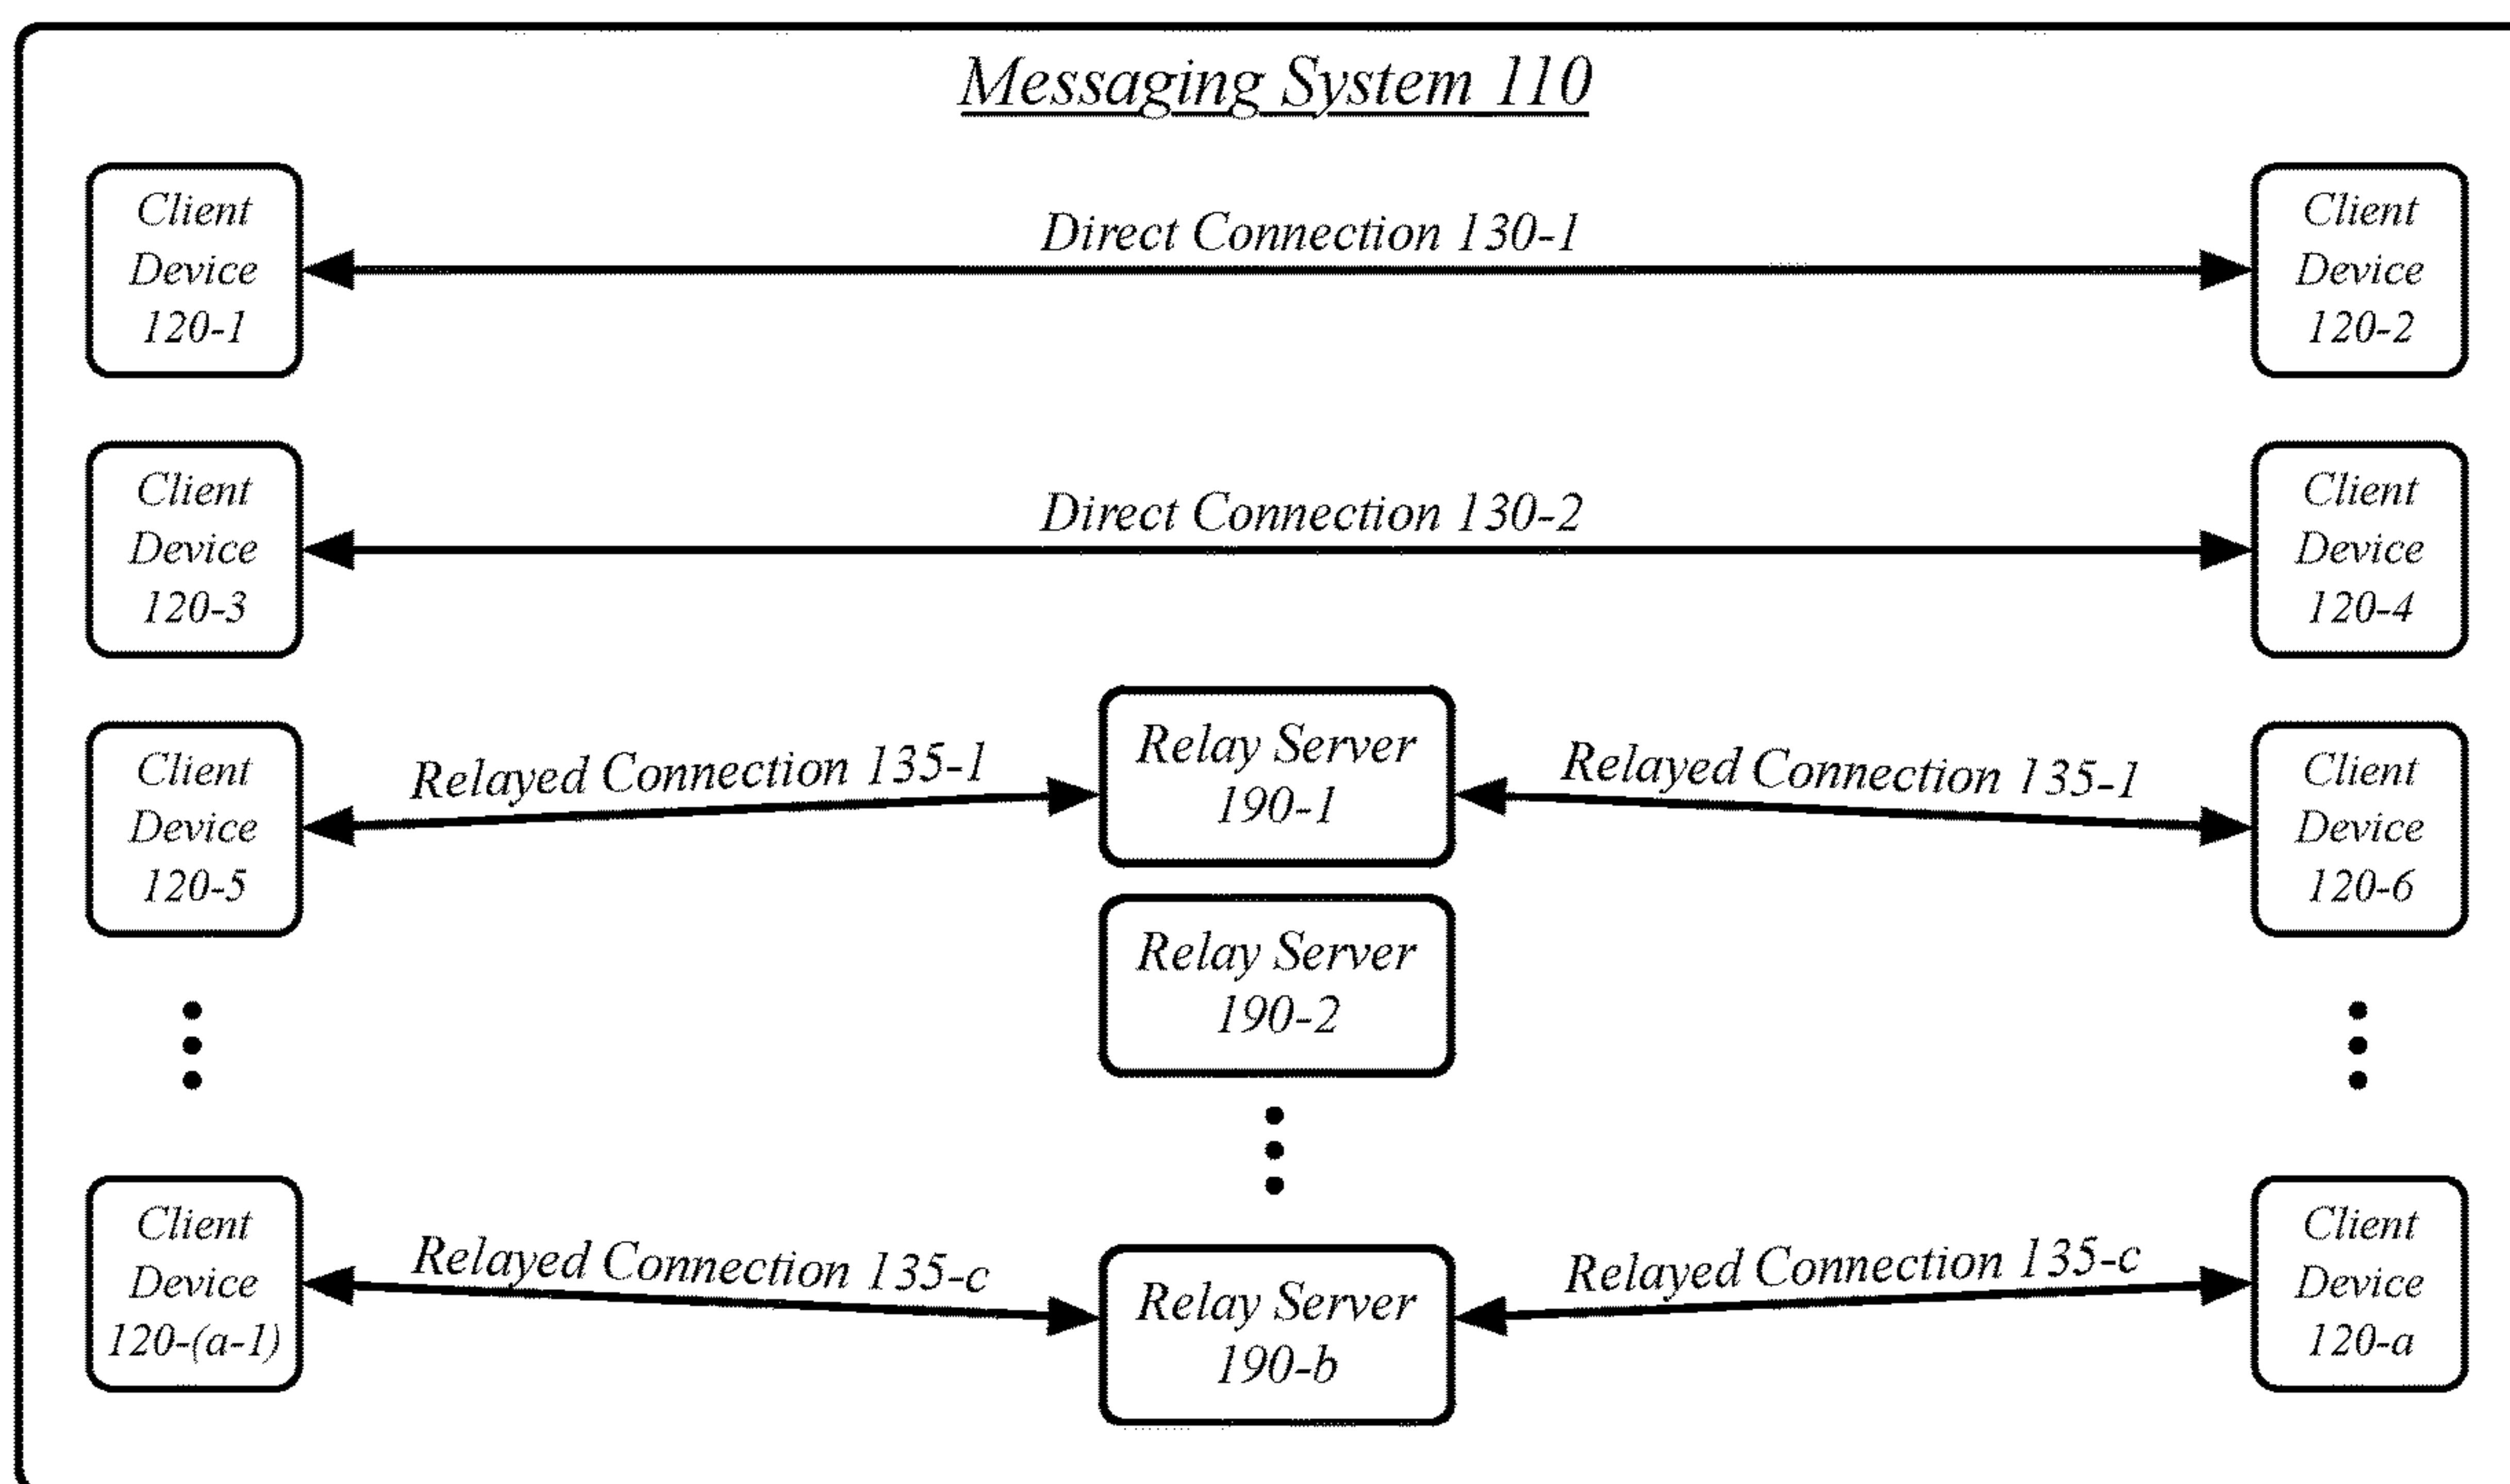 Messaging System 110
Client
Device
120-1
Direct Connection 130-1
Client
Device
120-2
Client
Device
120-3
Direct Connection 130-2
Client
Device
120-4
Client
Device
120-5
Relayed Connection 135-1
Relay Server
190-1
Relayed Connection 135-1
Client
Device
120-6
Relay Server
190-2
Client
Device
120-(a-1)
Relayed Connection 135-c
Relay Server
190-b
Relayed Connection 135-c
Client
Device
120-a